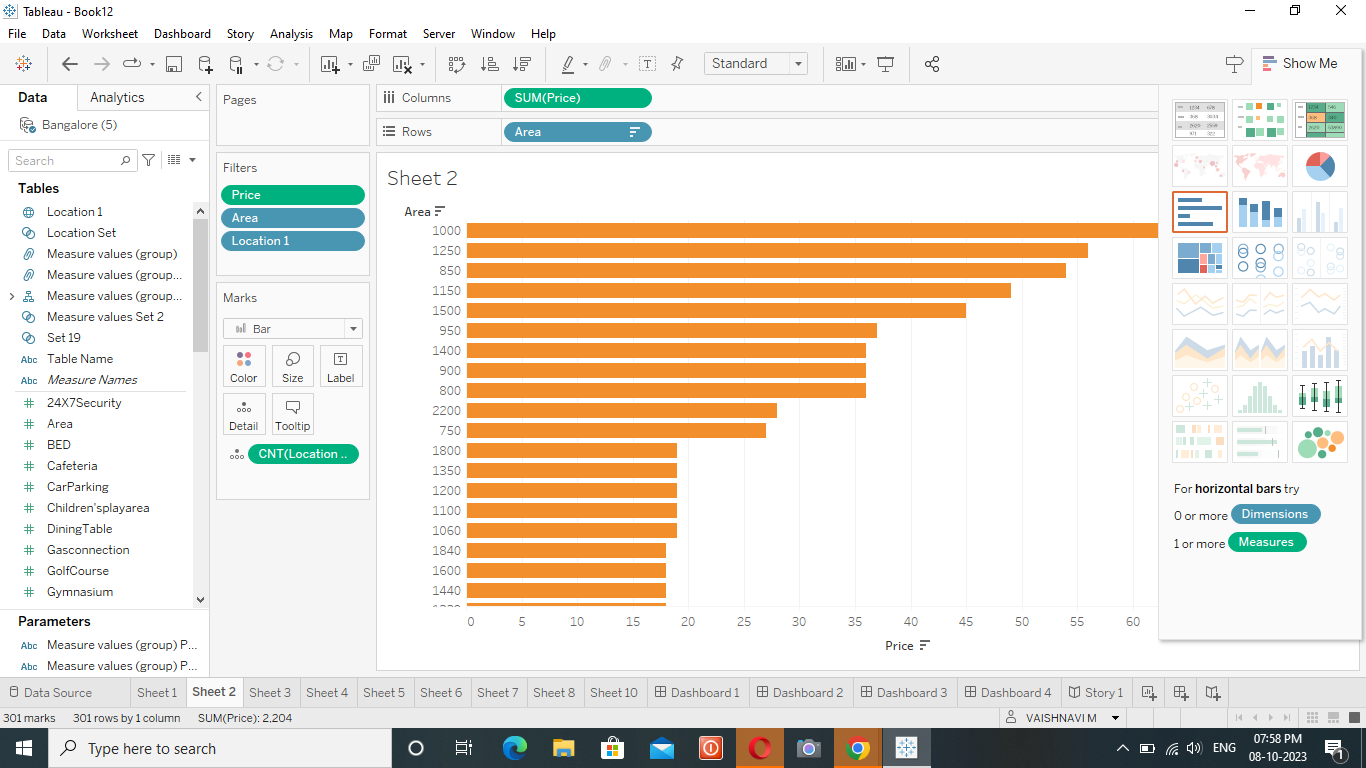 Tableau - Book12
File Data Worksheet Dashboard Story Analysis Map Format Server Window Help
Standard
Show Me
Data Analytics
Bangalore (5)
Search
Tables
Location 1
Location Set
Measure values (group)
Measure values (group...
Measure values (group...
Measure values Set 2
Set 19
Abc Table Name
Abc Measure Names
24X7Security
Area
BED
Cafeteria
CarParking
Children'splayarea
DiningTable
Gasconnection
GolfCourse
Gymnasium
Parameters
Abc Measure values (group) P...
Abc Measure values (group) P...
Pages
Filters
Price
Area
Location 1
Marks
Bar
Color Size Label
Detail Tooltip
CNT(Location ..
Columns SUM(Price)
Rows Area
Sheet 2
Area
1000
1250
850
1150
1500
950
1400
900
800
2200
750
1800
1350
1200
1100
1060
1840
1600
1440
0 5 10 15 20 25 30 35 40 45 50 55 60
Price
For horizontal bars try
0 or more Dimensions
1 or more Measures
Data Source Sheet 1 Sheet 2 Sheet 3 Sheet 4 Sheet 5 Sheet 6 Sheet 7 Sheet 8 Sheet 10 Dashboard 1 Dashboard 2 Dashboard 3 Dashboard 4 Story 1
301 marks 301 rows by 1 column SUM(Price): 2,204
VAISHNAVI M
Type here to search
ENG
07:58 PM
08-10-2023
1